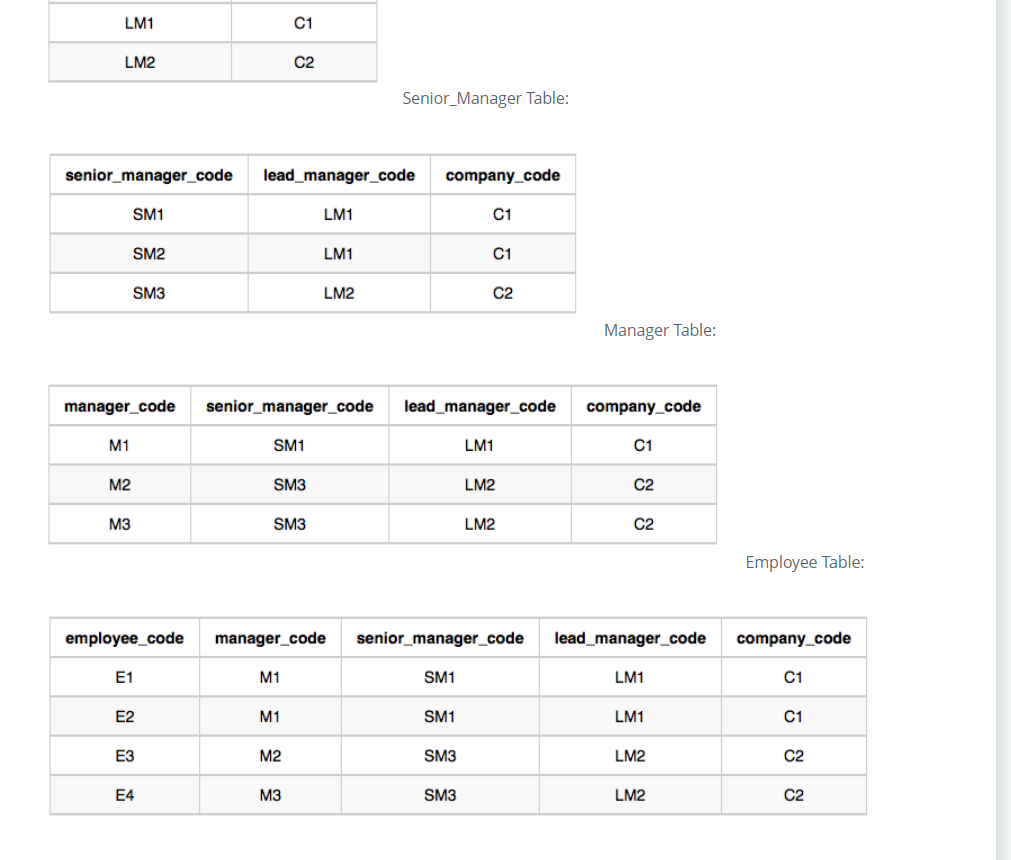 LM1 C1
LM2 C2
Senior_Manager Table:
senior_manager_code lead_manager_code company_code
SM1 LM1 C1
SM2 LM1 C1
SM3 LM2 C2
Manager Table:
manager_code senior_manager_code lead_manager_code company_code
M1 SM1 LM1 C1
M2 SM3 LM2 C2
M3 SM3 LM2 C2
Employee Table:
employee_code manager_code senior_manager_code lead_manager_code company_code
E1 M1 SM1 LM1 C1
E2 M1 SM1 LM1 C1
E3 M2 SM3 LM2 C2
E4 M3 SM3 LM2 C2